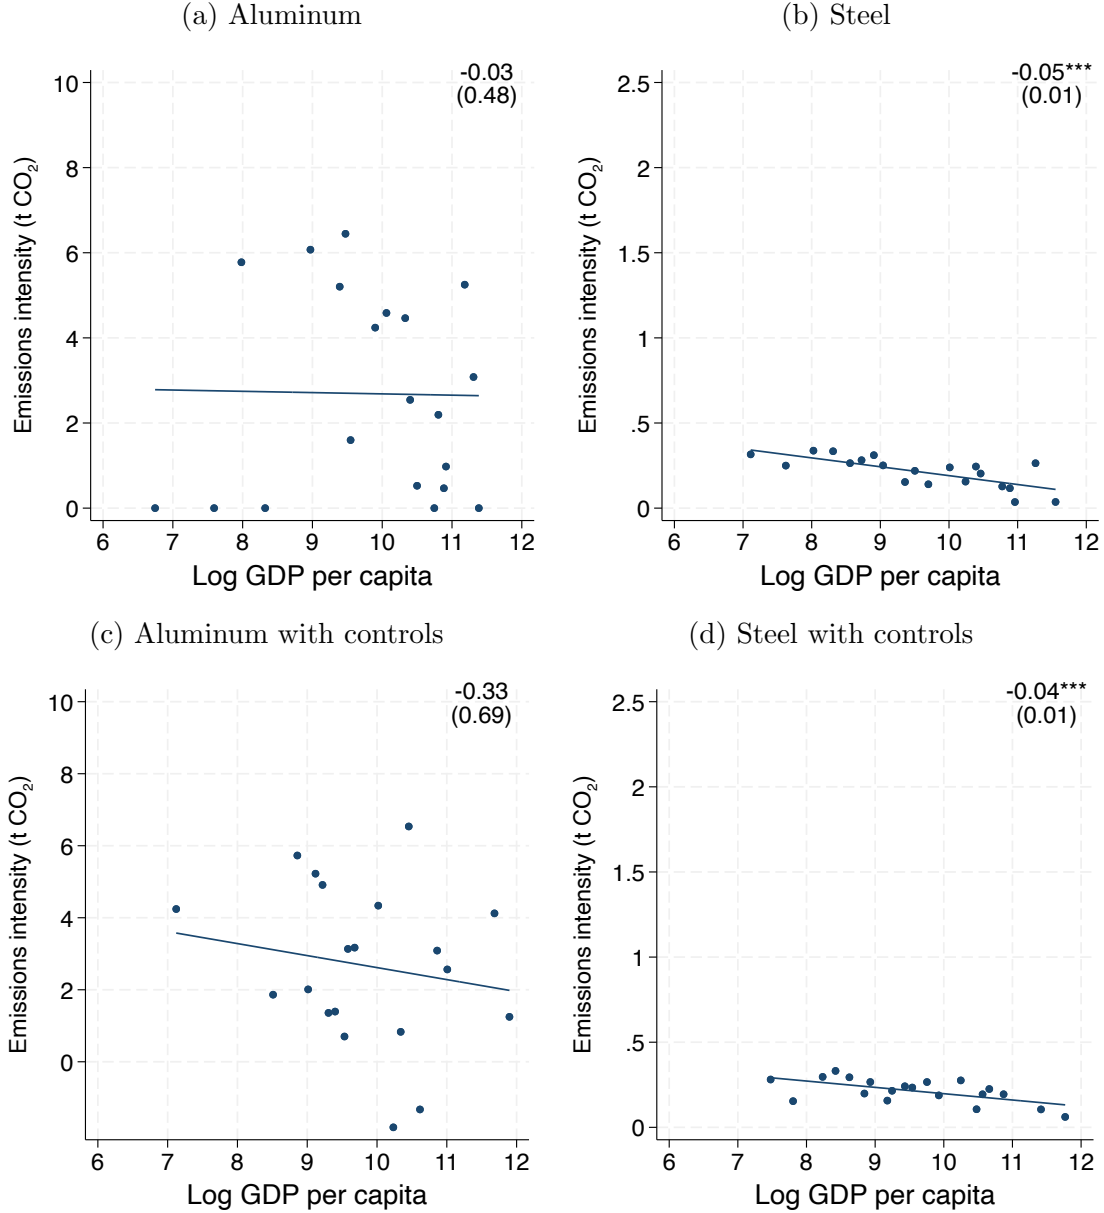 (a) Aluminum
-0.03
(0.48)
10
8
6
4
2
0
Emissions intensity (t CO₂)
6 7 8 9 10 11 12
Log GDP per capita
(b) Steel
-0.05***
(0.01)
2.5
2
1.5
1
.5
0
Emissions intensity (t CO₂)
6 7 8 9 10 11 12
Log GDP per capita
(c) Aluminum with controls
-0.33
(0.69)
10
8
6
4
2
0
Emissions intensity (t CO₂)
6 7 8 9 10 11 12
Log GDP per capita
(d) Steel with controls
-0.04***
(0.01)
2.5
2
1.5
1
.5
0
Emissions intensity (t CO₂)
6 7 8 9 10 11 12
Log GDP per capita